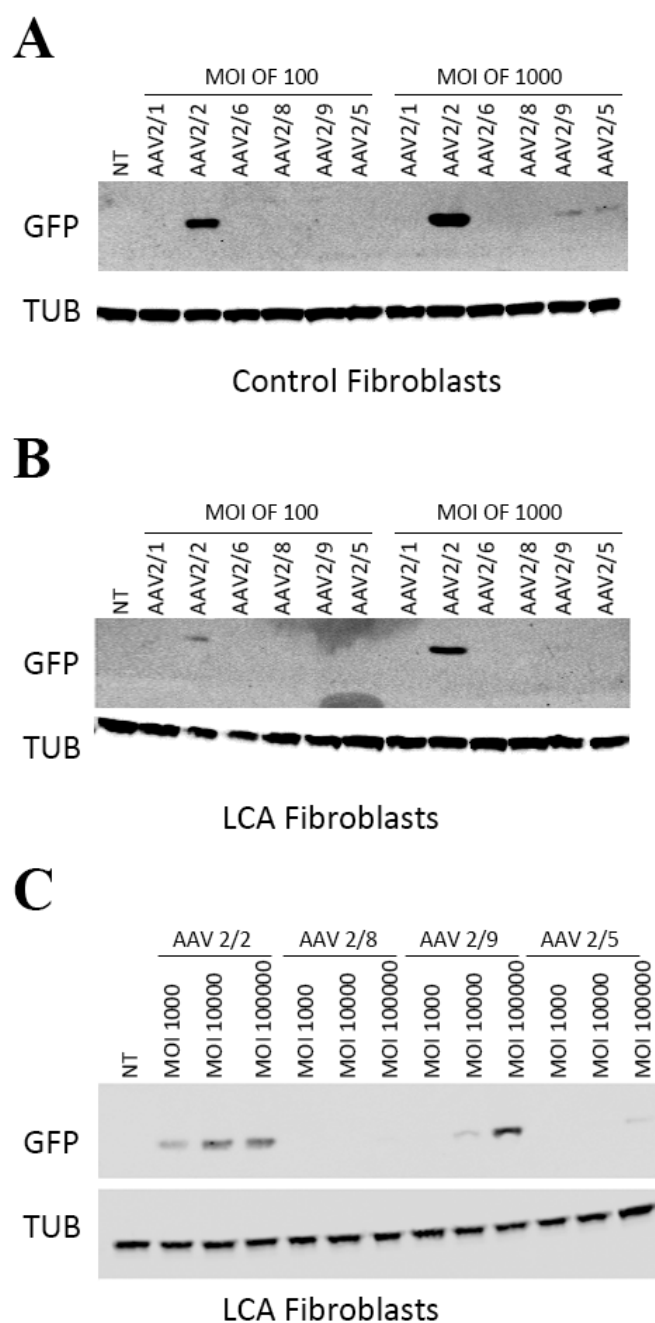 A
MOI OF 100 MOI OF 1000
NT AAV2/1 AAV2/2 AAV2/6 AAV2/8 AAV2/9 AAV2/5 AAV2/1 AAV2/2 AAV2/6 AAV2/8 AAV2/9 AAV2/5
GFP
TUB
Control Fibroblasts
B
MOI OF 100 MOI OF 1000
NT AAV2/1 AAV2/2 AAV2/6 AAV2/8 AAV2/9 AAV2/5 AAV2/1 AAV2/2 AAV2/6 AAV2/8 AAV2/9 AAV2/5
GFP
TUB
LCA Fibroblasts
C
AAV 2/2 AAV 2/8 AAV 2/9 AAV 2/5
NT MOI 1000 MOI 10000 MOI 100000 MOI 1000 MOI 10000 MOI 100000 MOI 1000 MOI 10000 MOI 100000 MOI 1000 MOI 10000 MOI 100000
GFP
TUB
LCA Fibroblasts